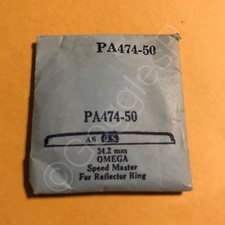 PA474-50
PA474-50
34.2 mm
OMEGA
Speed Master
For Reflector Ring